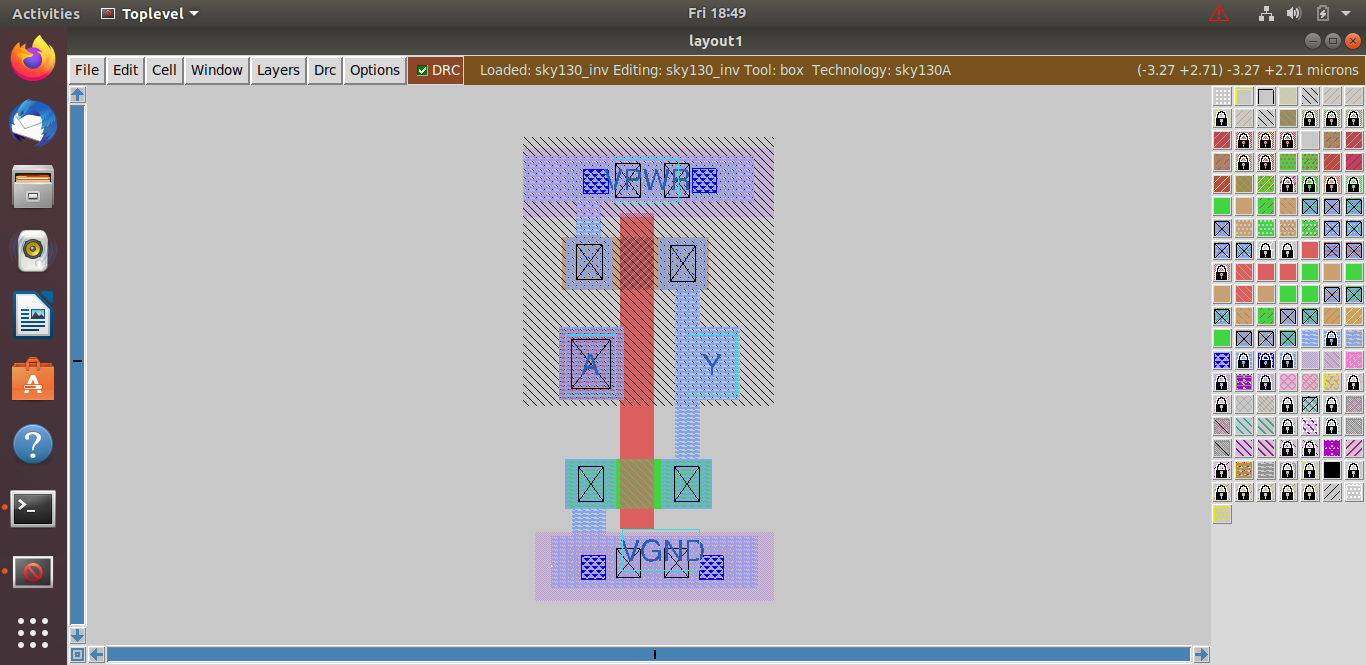 Activities Toplevel Fri 18:49
layout1
File Edit Cell Window Layers Drc Options DRC Loaded: sky130_inv Editing: sky130_inv Tool: box Technology: sky130A (-3.27 +2.71) -3.27 +2.71 microns
VPWR
A Y
VGND